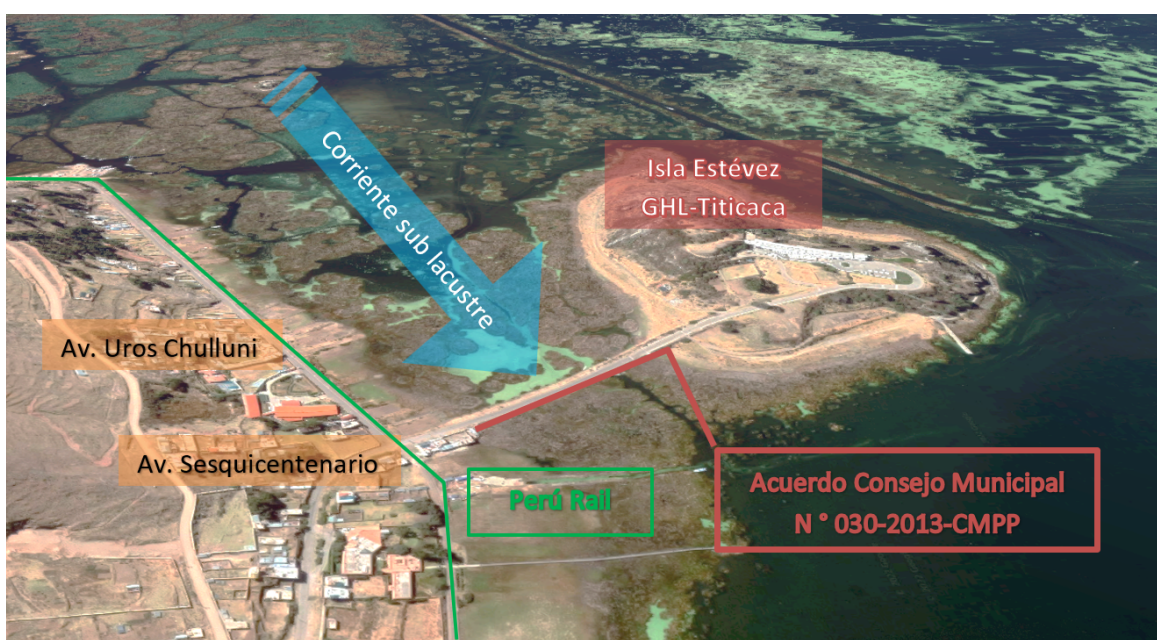 Corriente sub lacustre
Isla Estévez
GHL-Titicaca
Av. Uros Chulluni
Av. Sesquicentenario
Perú Rail
Acuerdo Consejo Municipal
N ° 030-2013-CMPP